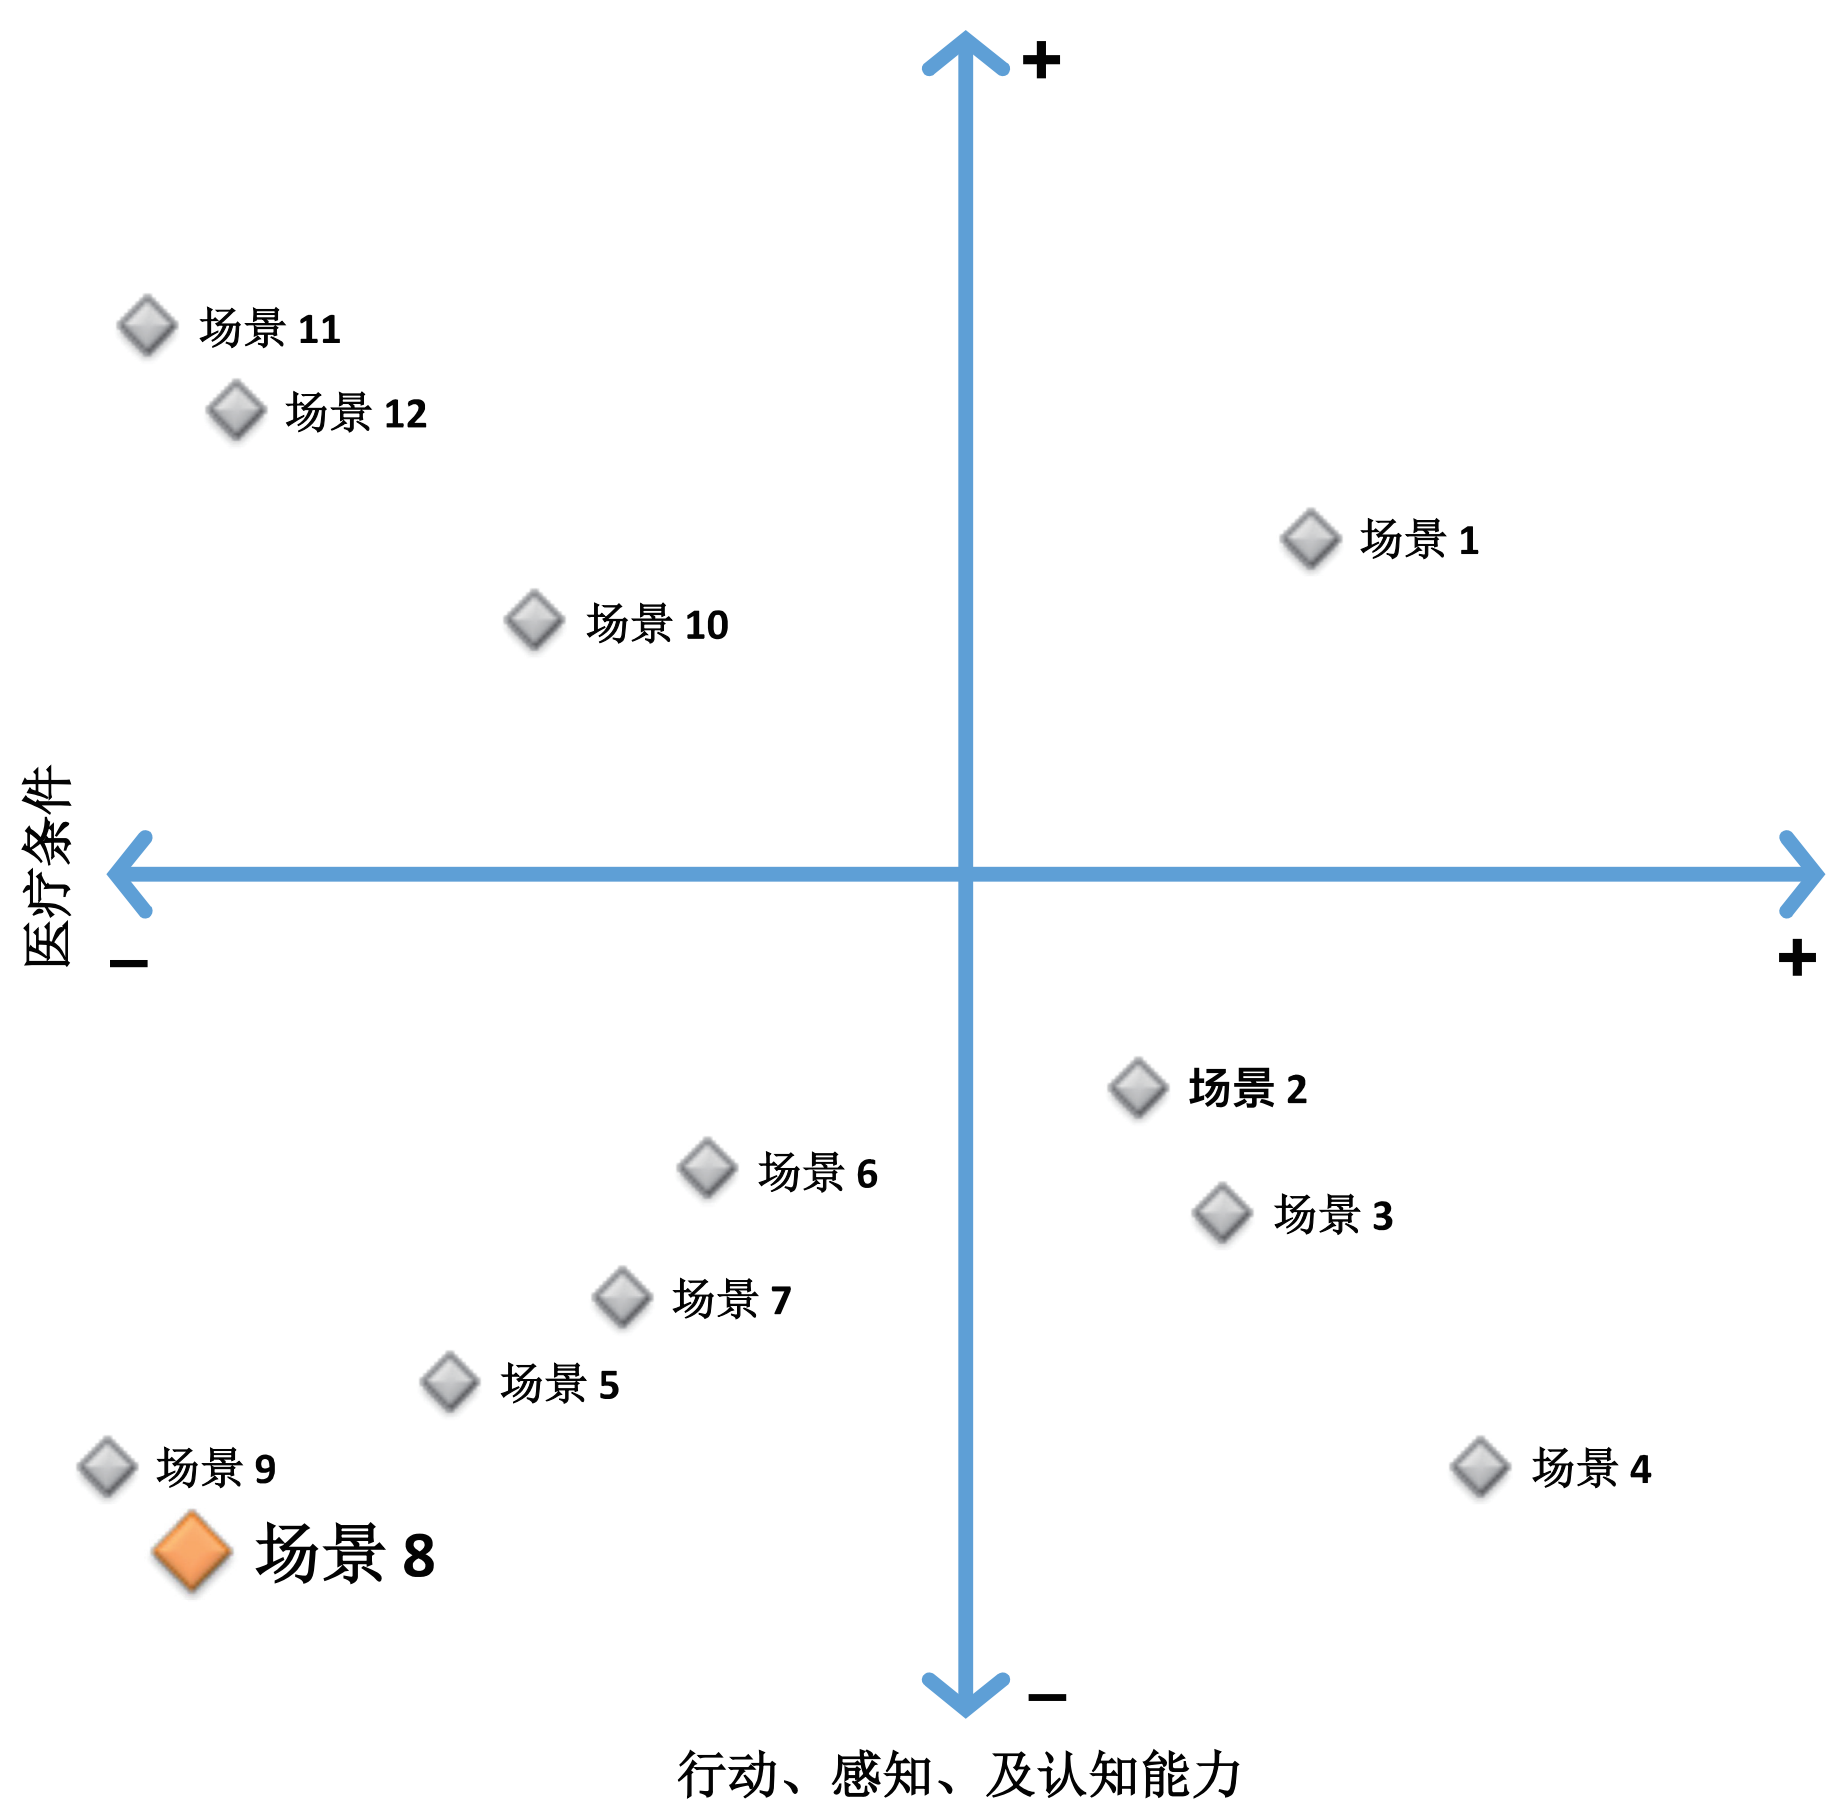 +
场景 11
场景 12
场景 1
场景 10
医疗条件
–
+
场景 2
场景 6
场景 3
场景 7
场景 5
场景 9
场景 4
场景 8
–
行动、感知、及认知能力